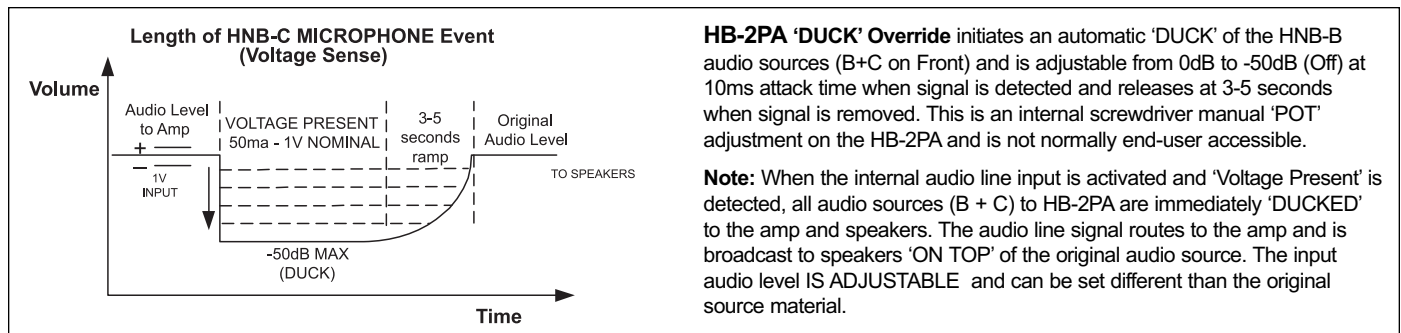 Length of HNB-C MICROPHONE Event
(Voltage Sense)
Volume
Audio Level
to Amp
+
–
1V
INPUT
VOLTAGE PRESENT
50ma - 1V NOMINAL
3-5
seconds
ramp
Original
Audio Level
TO SPEAKERS
-50dB MAX
(DUCK)
Time
HB-2PA ‘DUCK’ Override initiates an automatic ‘DUCK’ of the HNB-B
audio sources (B+C on Front) and is adjustable from 0dB to -50dB (Off) at
10ms attack time when signal is detected and releases at 3-5 seconds
when signal is removed. This is an internal screwdriver manual ‘POT’
adjustment on the HB-2PA and is not normally end-user accessible.
Note: When the internal audio line input is activated and ‘Voltage Present’ is
detected, all audio sources (B + C) to HB-2PA are immediately ‘DUCKED’
to the amp and speakers. The audio line signal routes to the amp and is
broadcast to speakers ‘ON TOP’ of the original audio source. The input
audio level IS ADJUSTABLE and can be set different than the original
source material.